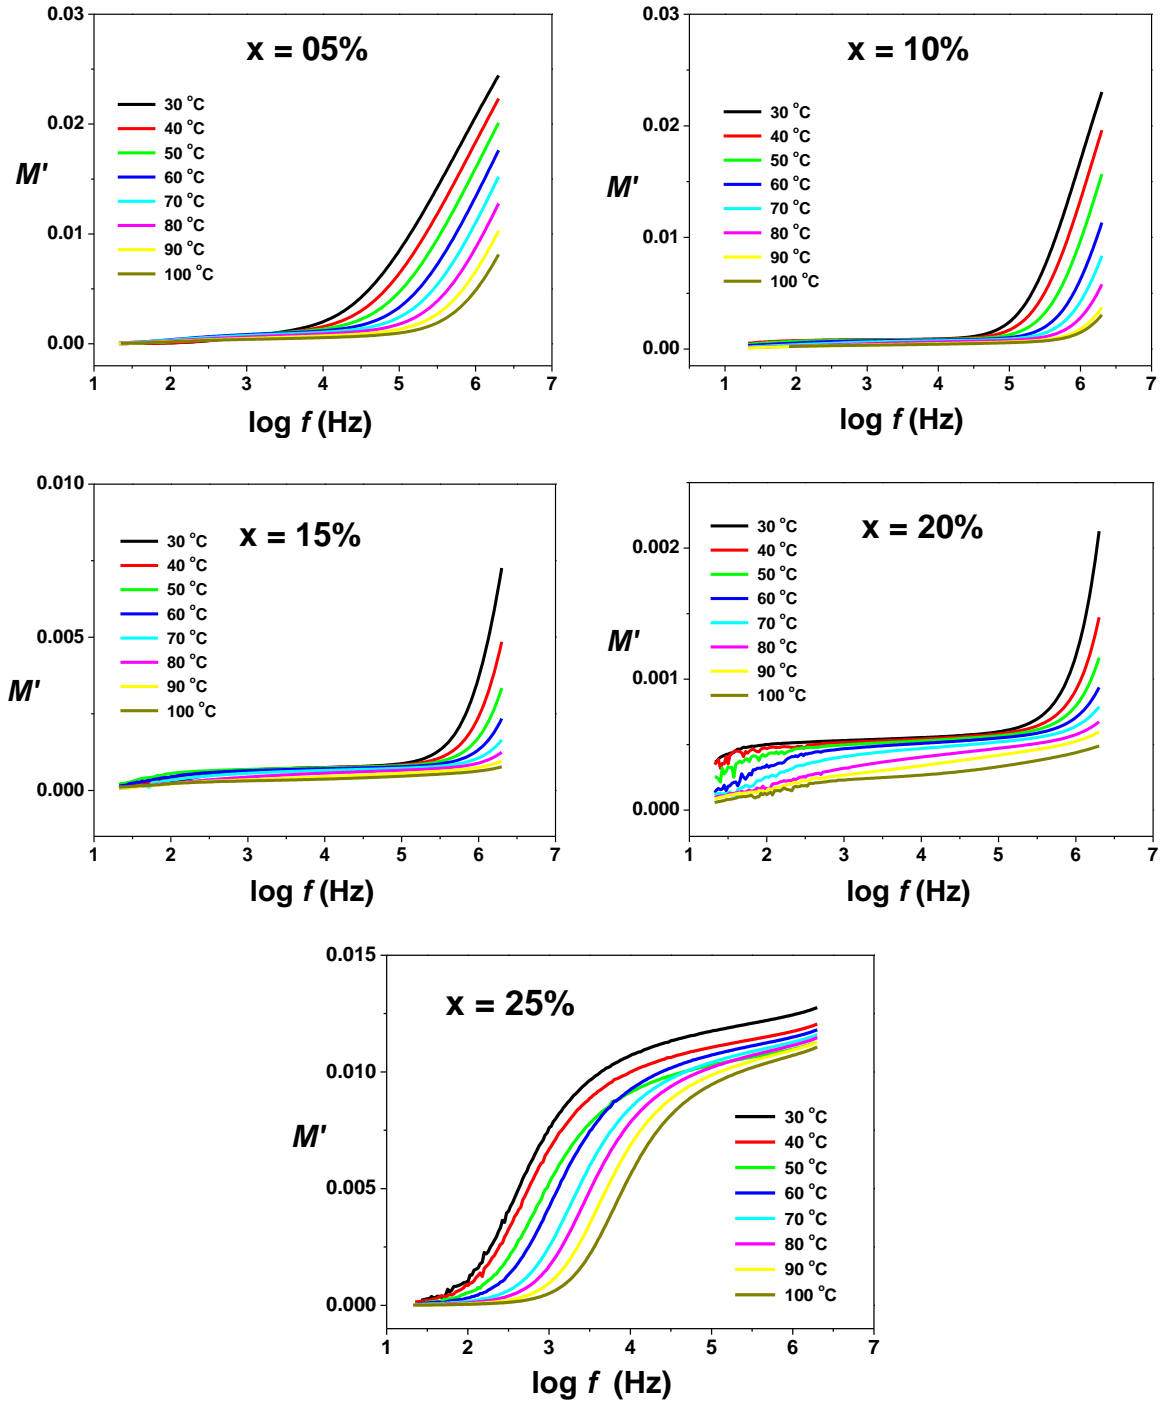 x = 05%
0.03
0.02
0.01
0.00
M'
30 °C
40 °C
50 °C
60 °C
70 °C
80 °C
90 °C
100 °C
1 2 3 4 5 6 7
log f (Hz)
x = 10%
0.03
0.02
0.01
0.00
M'
30 °C
40 °C
50 °C
60 °C
70 °C
80 °C
90 °C
100 °C
1 2 3 4 5 6 7
log f (Hz)
x = 15%
0.010
0.005
0.000
M'
30 °C
40 °C
50 °C
60 °C
70 °C
80 °C
90 °C
100 °C
1 2 3 4 5 6 7
log f (Hz)
x = 20%
0.002
0.001
0.000
M'
30 °C
40 °C
50 °C
60 °C
70 °C
80 °C
90 °C
100 °C
1 2 3 4 5 6 7
log f (Hz)
x = 25%
0.015
0.010
0.005
0.000
M'
30 °C
40 °C
50 °C
60 °C
70 °C
80 °C
90 °C
100 °C
1 2 3 4 5 6 7
log f (Hz)